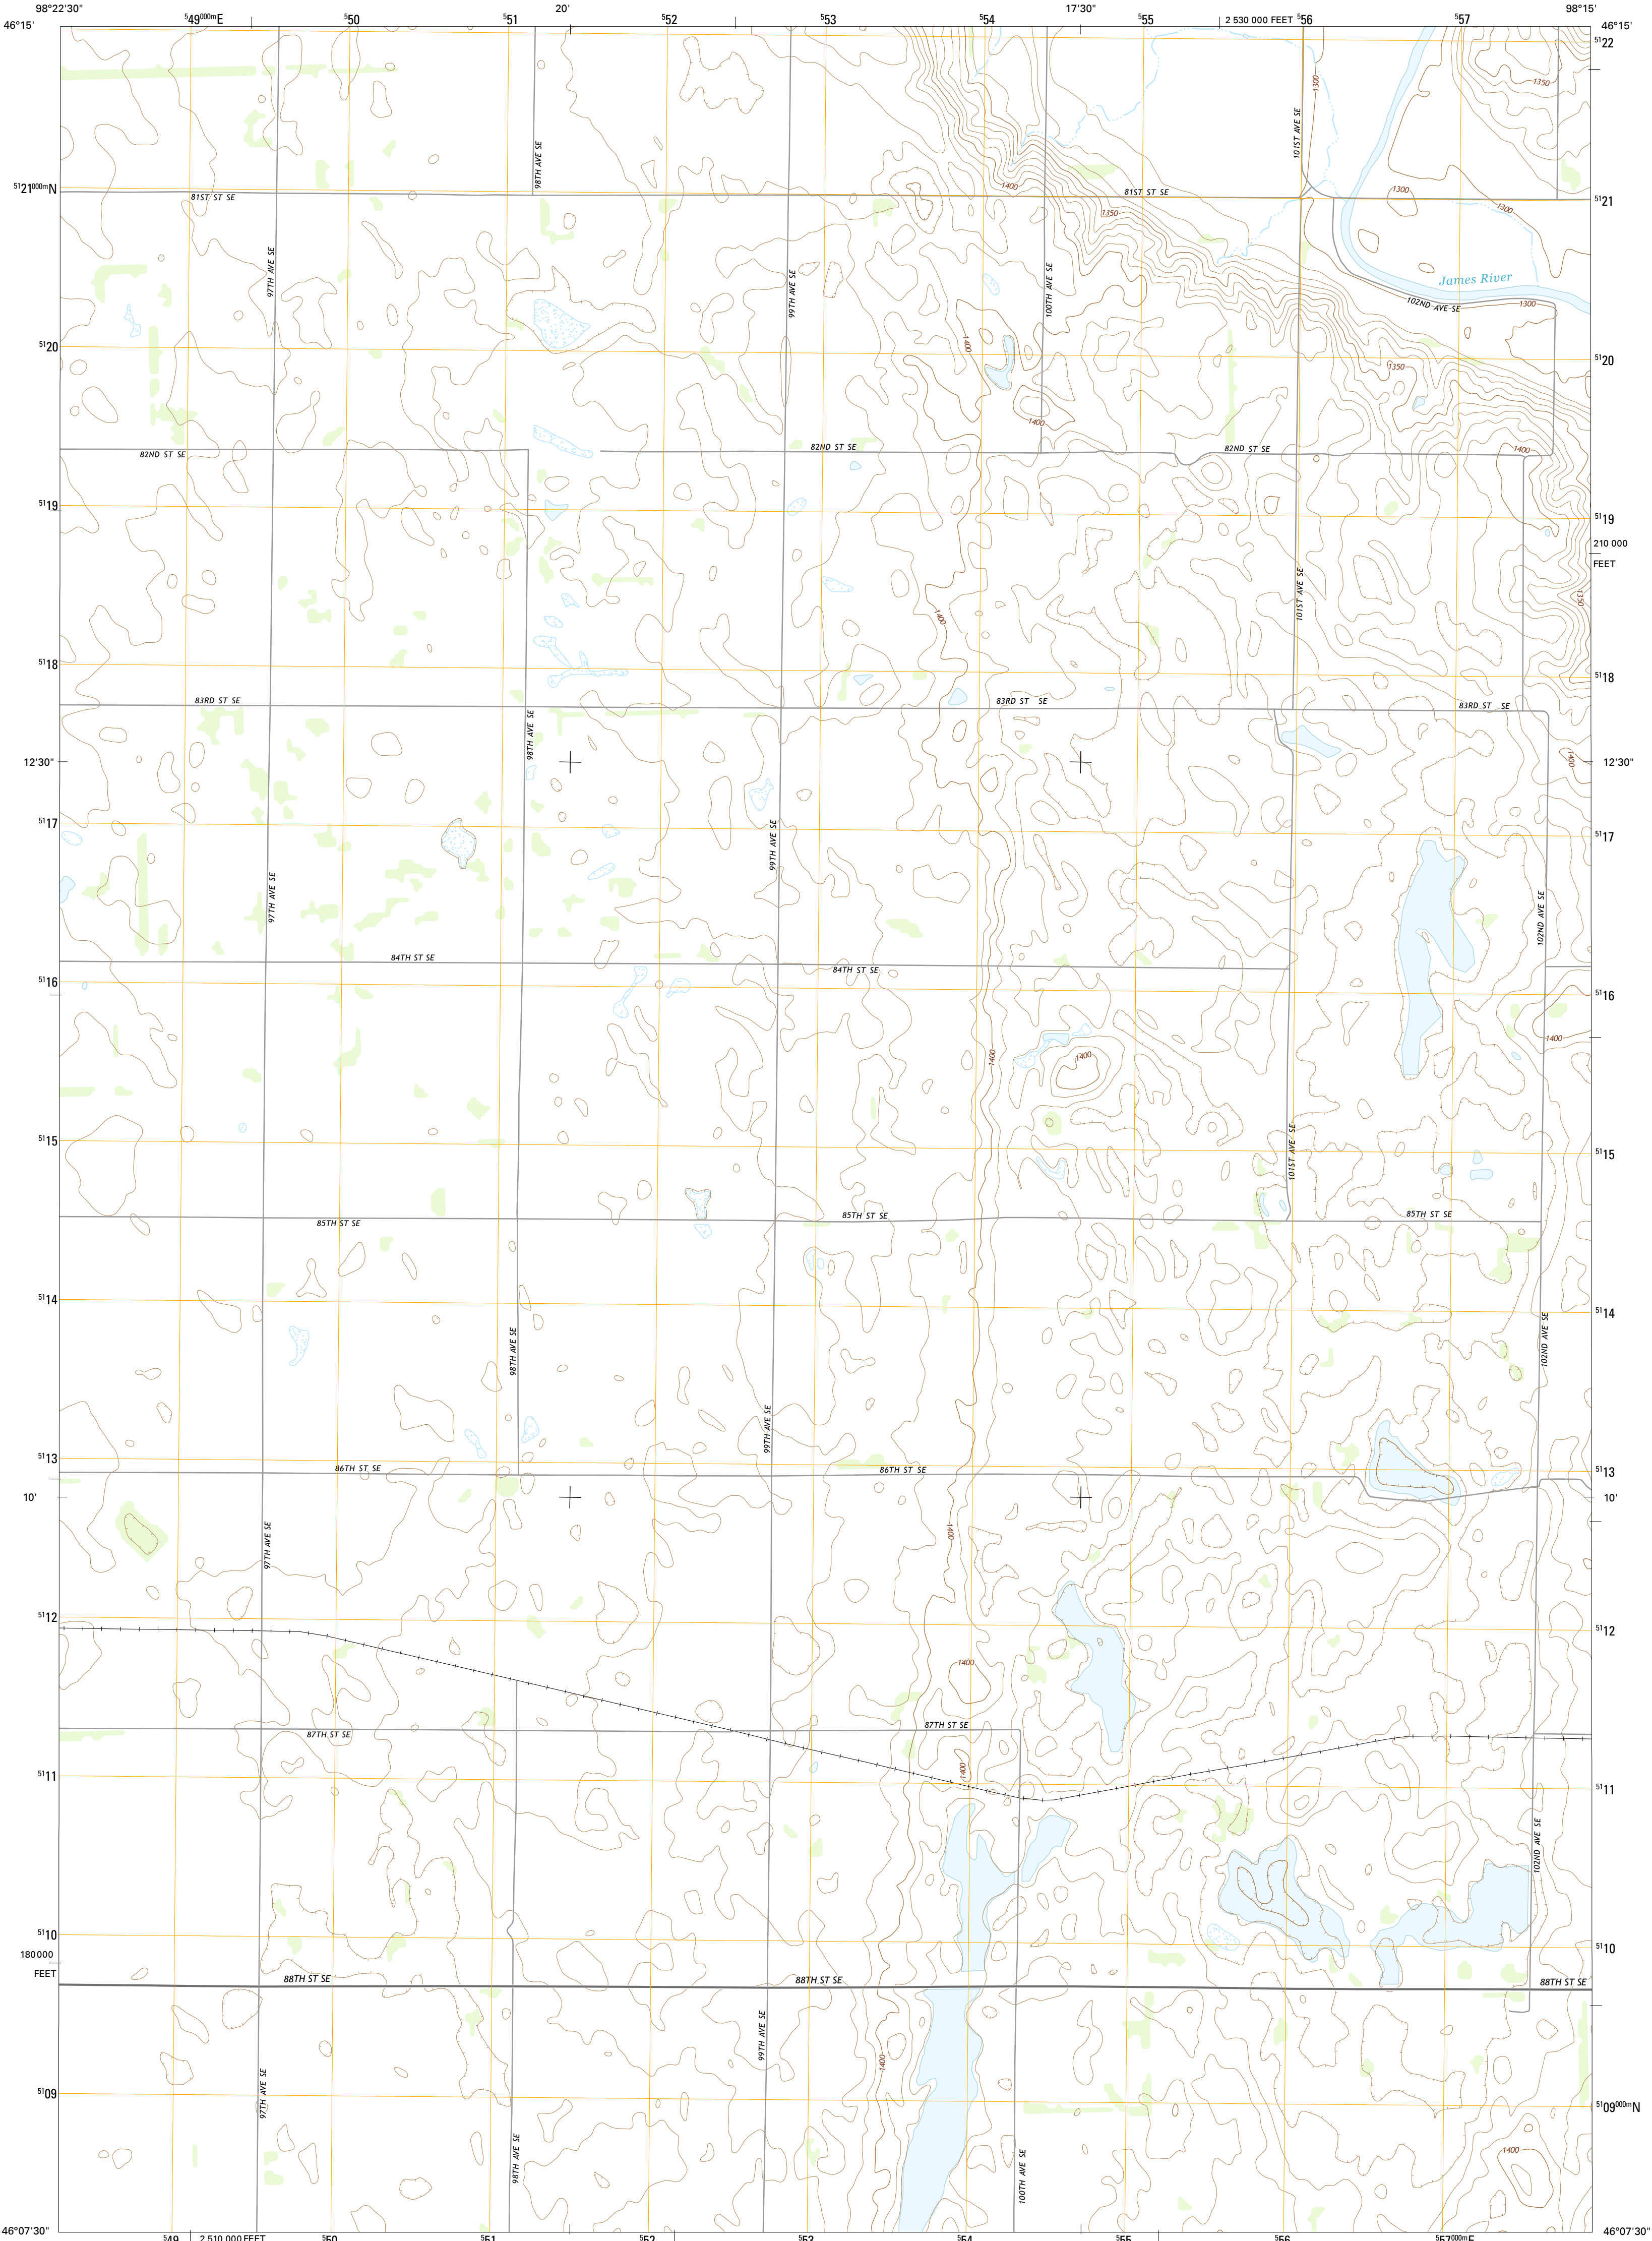 98°22'30" ⁵49⁰⁰⁰ᵐE ⁵50 ⁵51 20' ⁵52 ⁵53 ⁵54 17'30" ⁵55 2 530 000 FEET ⁵56 ⁵57 98°15'
46°15' 46°15'
⁵¹22
1350
1300
101ST AVE SE
98TH AVE SE
⁵¹21⁰⁰⁰ᵐN 81ST ST SE 1400 81ST ST SE 1300 ⁵¹21
1350 1300
97TH AVE SE 99TH AVE SE 100TH AVE SE James River
102ND AVE SE 1300
⁵¹20 1400 ⁵¹20
1350
1400
82ND ST SE 82ND ST SE 82ND ST SE 1400
⁵¹19 ⁵¹19
210 000
FEET
101ST AVE SE 1350
1400
⁵¹18 ⁵¹18
83RD ST SE 83RD ST SE 83RD ST SE
98TH AVE SE
12'30" 1400 12'30"
⁵¹17 ⁵¹17
99TH AVE SE
97TH AVE SE 102ND AVE SE
84TH ST SE 84TH ST SE
⁵¹16 ⁵¹16
1400 1400 1400
⁵¹15 ⁵¹15
101ST AVE SE
85TH ST SE 85TH ST SE 85TH ST SE
⁵¹14 ⁵¹14
98TH AVE SE 102ND AVE SE
99TH AVE SE
⁵¹13 86TH ST SE 86TH ST SE ⁵¹13
10' 10'
97TH AVE SE 1400
⁵¹12 ⁵¹12
1400
87TH ST SE 87TH ST SE
⁵¹11 1400 ⁵¹11
102ND AVE SE
⁵¹10 ⁵¹10
180 000
FEET
88TH ST SE 88TH ST SE 88TH ST SE
99TH AVE SE 1400
⁵¹09 97TH AVE SE ⁵¹09⁰⁰⁰ᵐN
98TH AVE SE 100TH AVE SE 1400
46°07'30" 46°07'30"
⁵49 2 510 000 FEET ⁵50 ⁵51 ⁵52 ⁵53 ⁵54 ⁵55 ⁵56 ⁵57⁰⁰⁰ᵐE